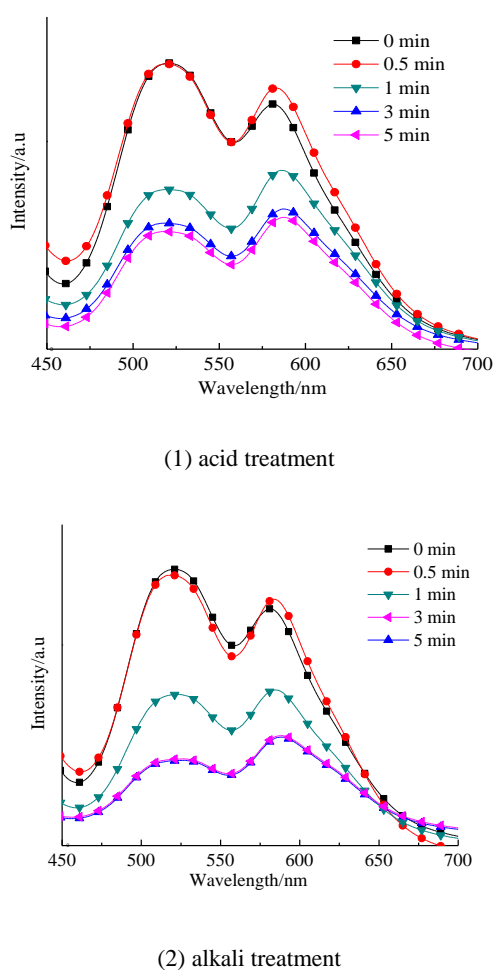 0 min
0.5 min
1 min
3 min
5 min
Intensity/a.u
450 500 550 600 650 700
Wavelength/nm
(1) acid treatment
0 min
0.5 min
1 min
3 min
5 min
Intensity/a.u
450 500 550 600 650 700
Wavelength/nm
(2) alkali treatment